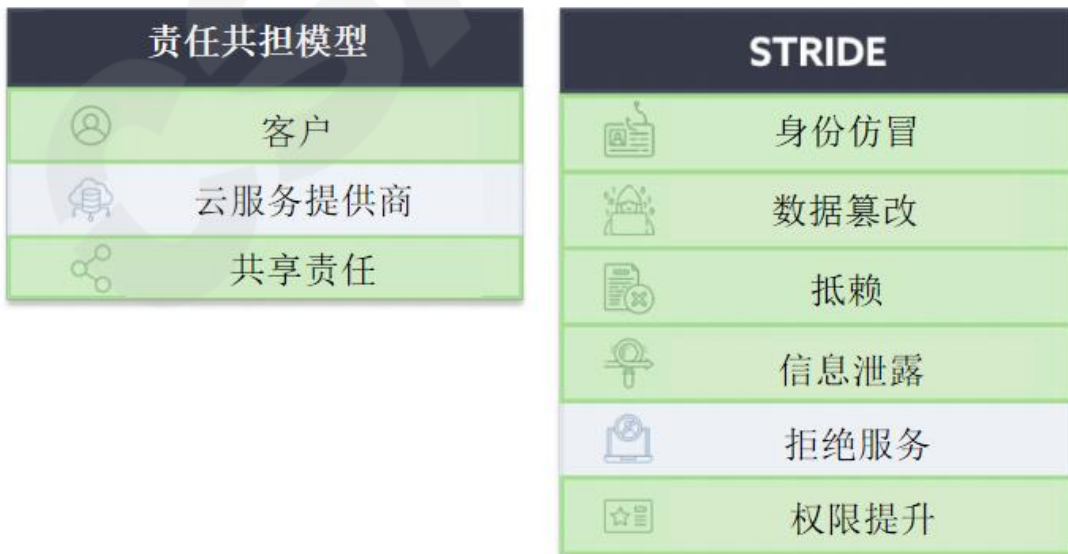 责任共担模型
客户
云服务提供商
共享责任
STRIDE
身份仿冒
数据篡改
抵赖
信息泄露
拒绝服务
权限提升